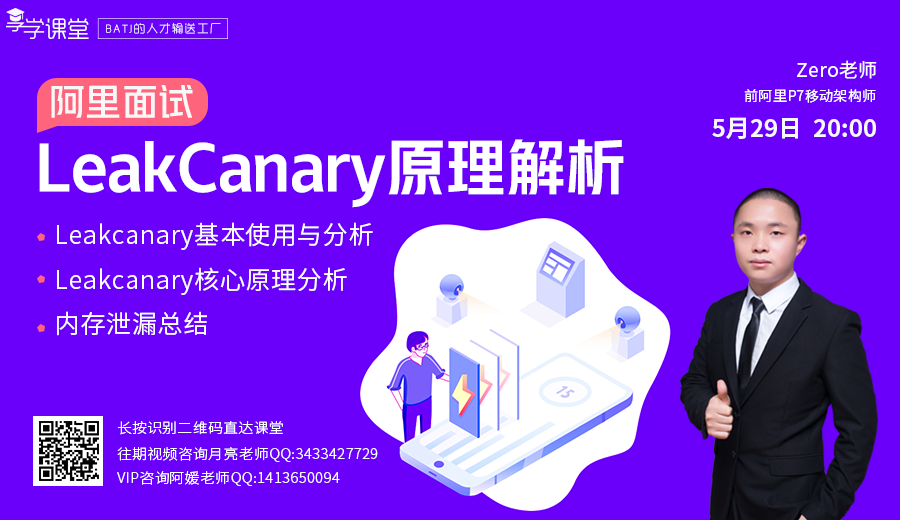 享学课堂
BATJ的人才输送工厂
Zero老师
前阿里P7移动架构师
5月29日 20:00
阿里面试
LeakCanary原理解析
Leakcanary基本使用与分析
Leakcanary核心原理分析
内存泄漏总结
15
长按识别二维码直达课堂
往期视频咨询月亮老师QQ:3433427729
VIP咨询阿媛老师QQ:1413650094